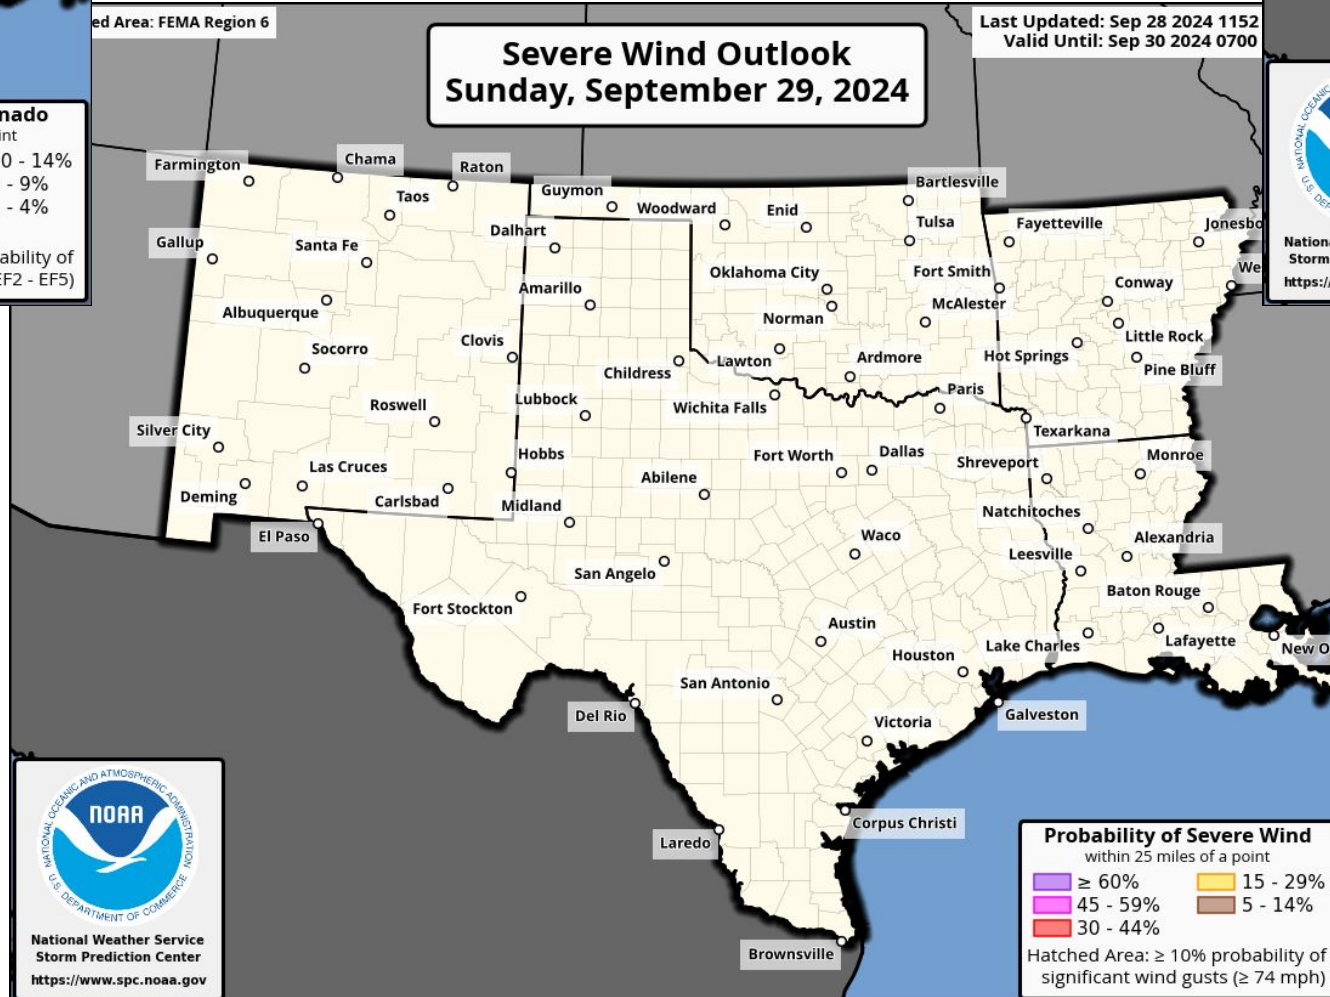 ed Area: FEMA Region 6
Severe Wind Outlook
Sunday, September 29, 2024
Last Updated: Sep 28 2024 1152
Valid Until: Sep 30 2024 0700
nado
int
0 - 14%
- 9%
- 4%
ability of
EF2 - EF5)
Nationa
Storm
https://
Farmington
Chama
Raton
Taos
Guymon
Woodward
Enid
Bartlesville
Tulsa
Fayetteville
Jonesbo
Gallup
Santa Fe
Dalhart
Oklahoma City
Fort Smith
We
Albuquerque
Amarillo
Norman
McAlester
Conway
Socorro
Clovis
Childress
Lawton
Ardmore
Hot Springs
Little Rock
Pine Bluff
Roswell
Lubbock
Wichita Falls
Paris
Texarkana
Silver City
Las Cruces
Hobbs
Abilene
Fort Worth
Dallas
Shreveport
Monroe
Deming
Carlsbad
Midland
Natchitoches
El Paso
San Angelo
Waco
Leesville
Alexandria
Fort Stockton
Austin
Baton Rouge
Houston
Lake Charles
Lafayette
New O
San Antonio
Del Rio
Victoria
Galveston
Laredo
Corpus Christi
Brownsville
NATIONAL OCEANIC AND ATMOSPHERIC ADMINISTRATION
NOAA
U.S. DEPARTMENT OF COMMERCE
National Weather Service
Storm Prediction Center
https://www.spc.noaa.gov
Probability of Severe Wind
within 25 miles of a point
≥ 60%
45 - 59%
30 - 44%
15 - 29%
5 - 14%
Hatched Area: ≥ 10% probability of
significant wind gusts (≥ 74 mph)